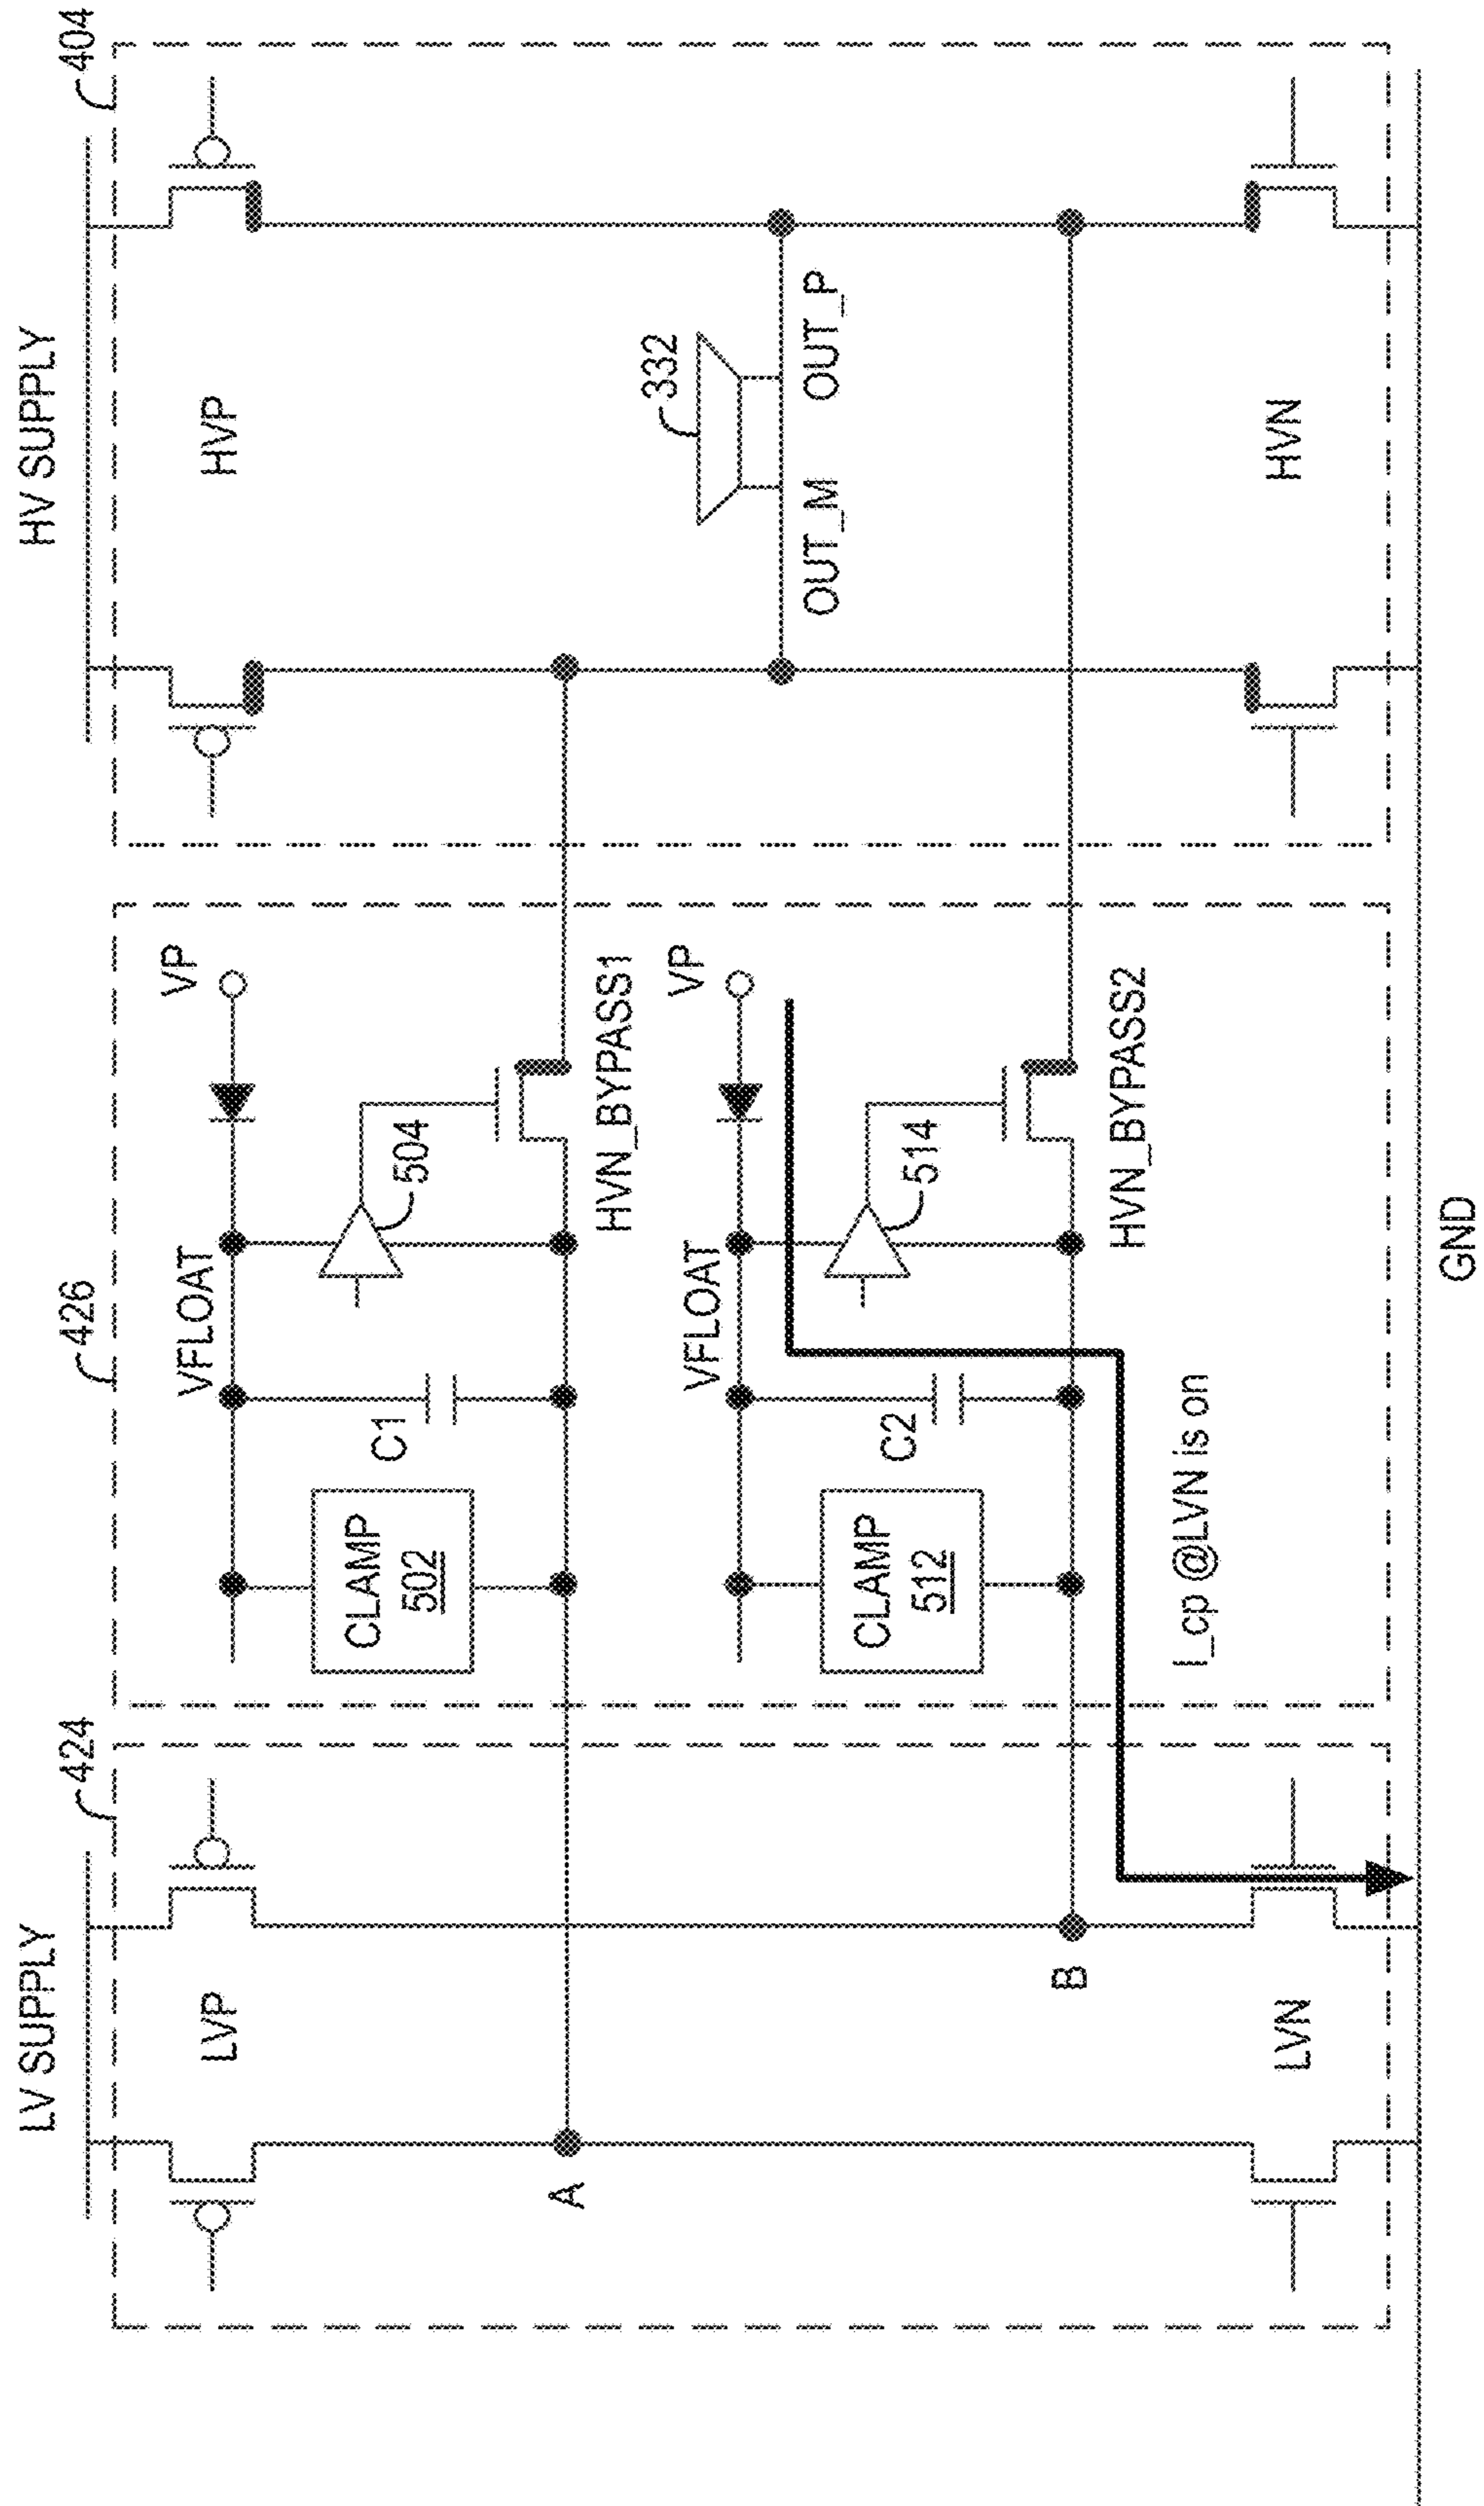 LV SUPPLY
HV SUPPLY
424
426
404
LVP
VFLOAT
VP
HVP
CLAMP
502
C1
504
A
HVN_BYPASS1
332
VFLOAT
VP
OUT_M
OUT_P
CLAMP
512
C2
514
B
HVN_BYPASS2
I_cp @LVN is on
LVN
HVN
GND